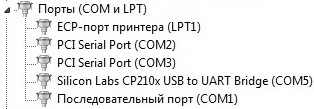 Порты (COM и LPT)
ECP-порт принтера (LPT1)
PCI Serial Port (COM2)
PCI Serial Port (COM3)
Silicon Labs CP210x USB to UART Bridge (COM5)
Последовательный порт (COM1)